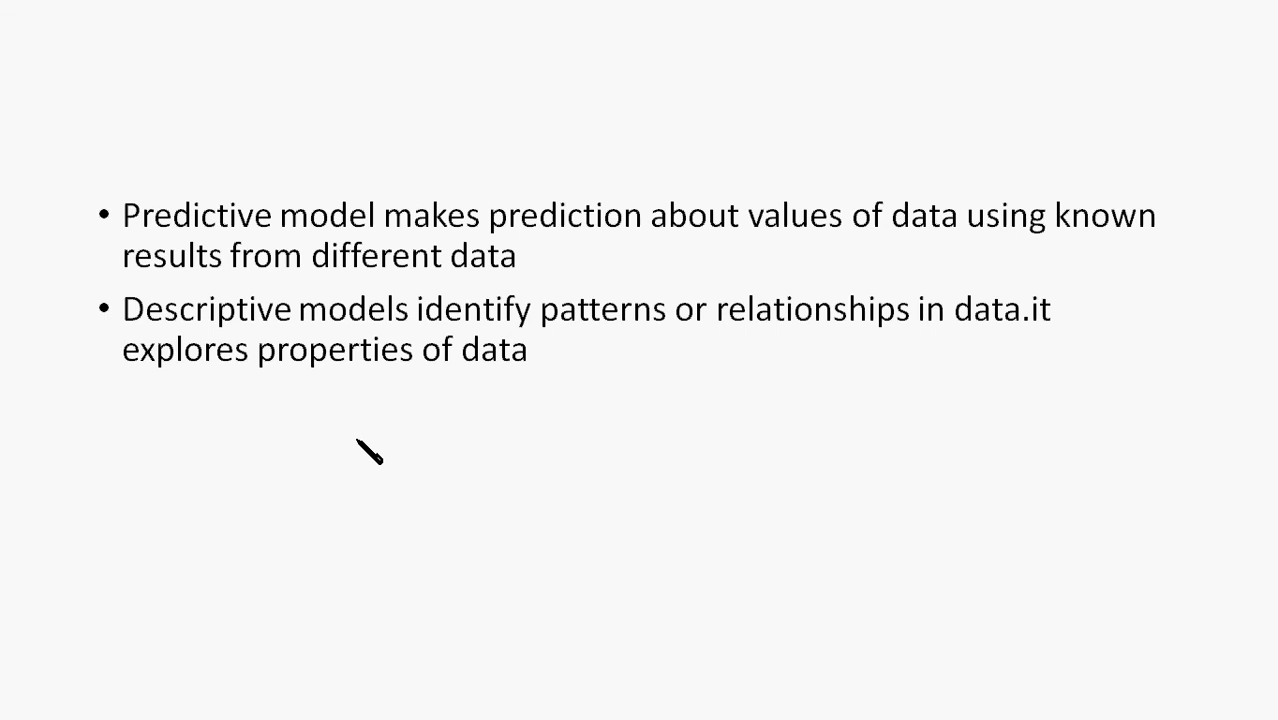 • Predictive model makes prediction about values of data using known
results from different data
• Descriptive models identify patterns or relationships in data.it
explores properties of data